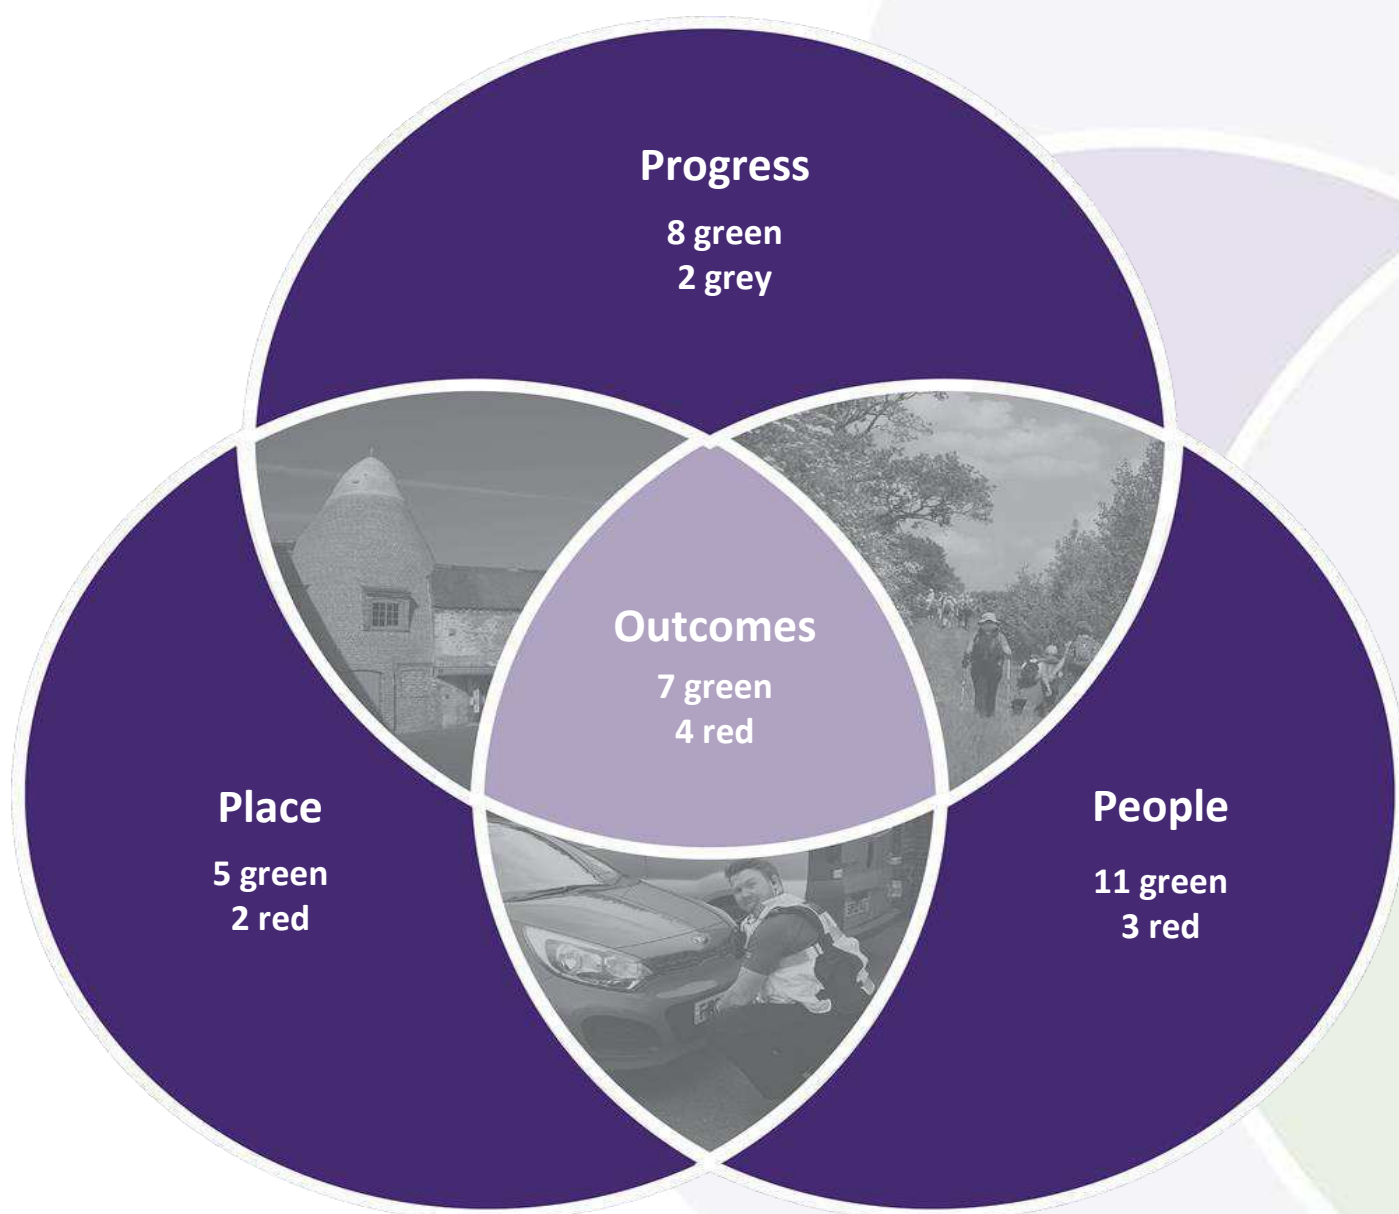 Progress
8 green
2 grey
Outcomes
7 green
4 red
Place
5 green
2 red
People
11 green
3 red